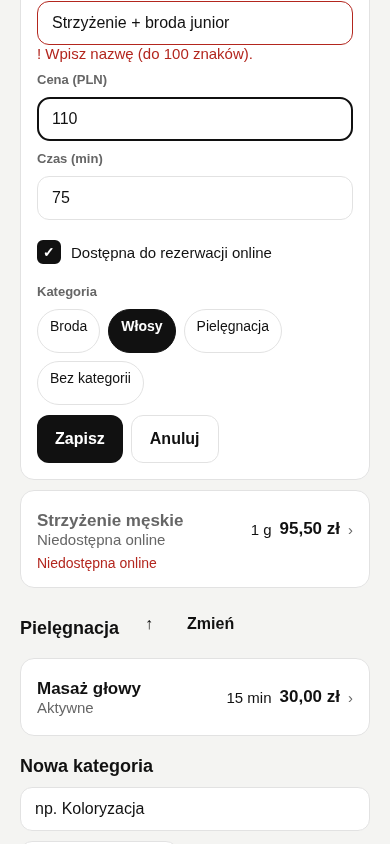 Strzyżenie + broda junior
! Wpisz nazwę (do 100 znaków).
Cena (PLN)
110
Czas (min)
75
✓ Dostępna do rezerwacji online
Kategoria
Broda Włosy Pielęgnacja
Bez kategorii
Zapisz Anuluj
Strzyżenie męskie 1 g 95,50 zł ›
Niedostępna online
Niedostępna online
Pielęgnacja ↑ Zmień
Masaż głowy 15 min 30,00 zł ›
Aktywne
Nowa kategoria
np. Koloryzacja